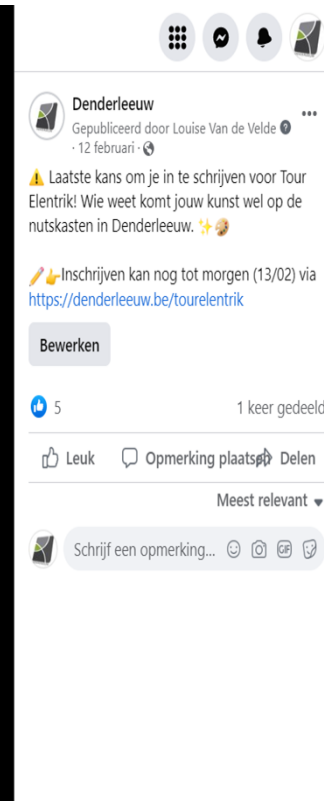 Denderleeuw
Gepubliceerd door Louise Van de Velde
· 12 februari ·
⚠️ Laatste kans om je in te schrijven voor Tour
Elentrik! Wie weet komt jouw kunst wel op de
nutskasten in Denderleeuw. ✨🎨
✏️👉Inschrijven kan nog tot morgen (13/02) via
https://denderleeuw.be/tourelentrik
Bewerken
5
1 keer gedeeld
Leuk
Opmerking plaatsen
Delen
Meest relevant
Schrijf een opmerking...
GIF